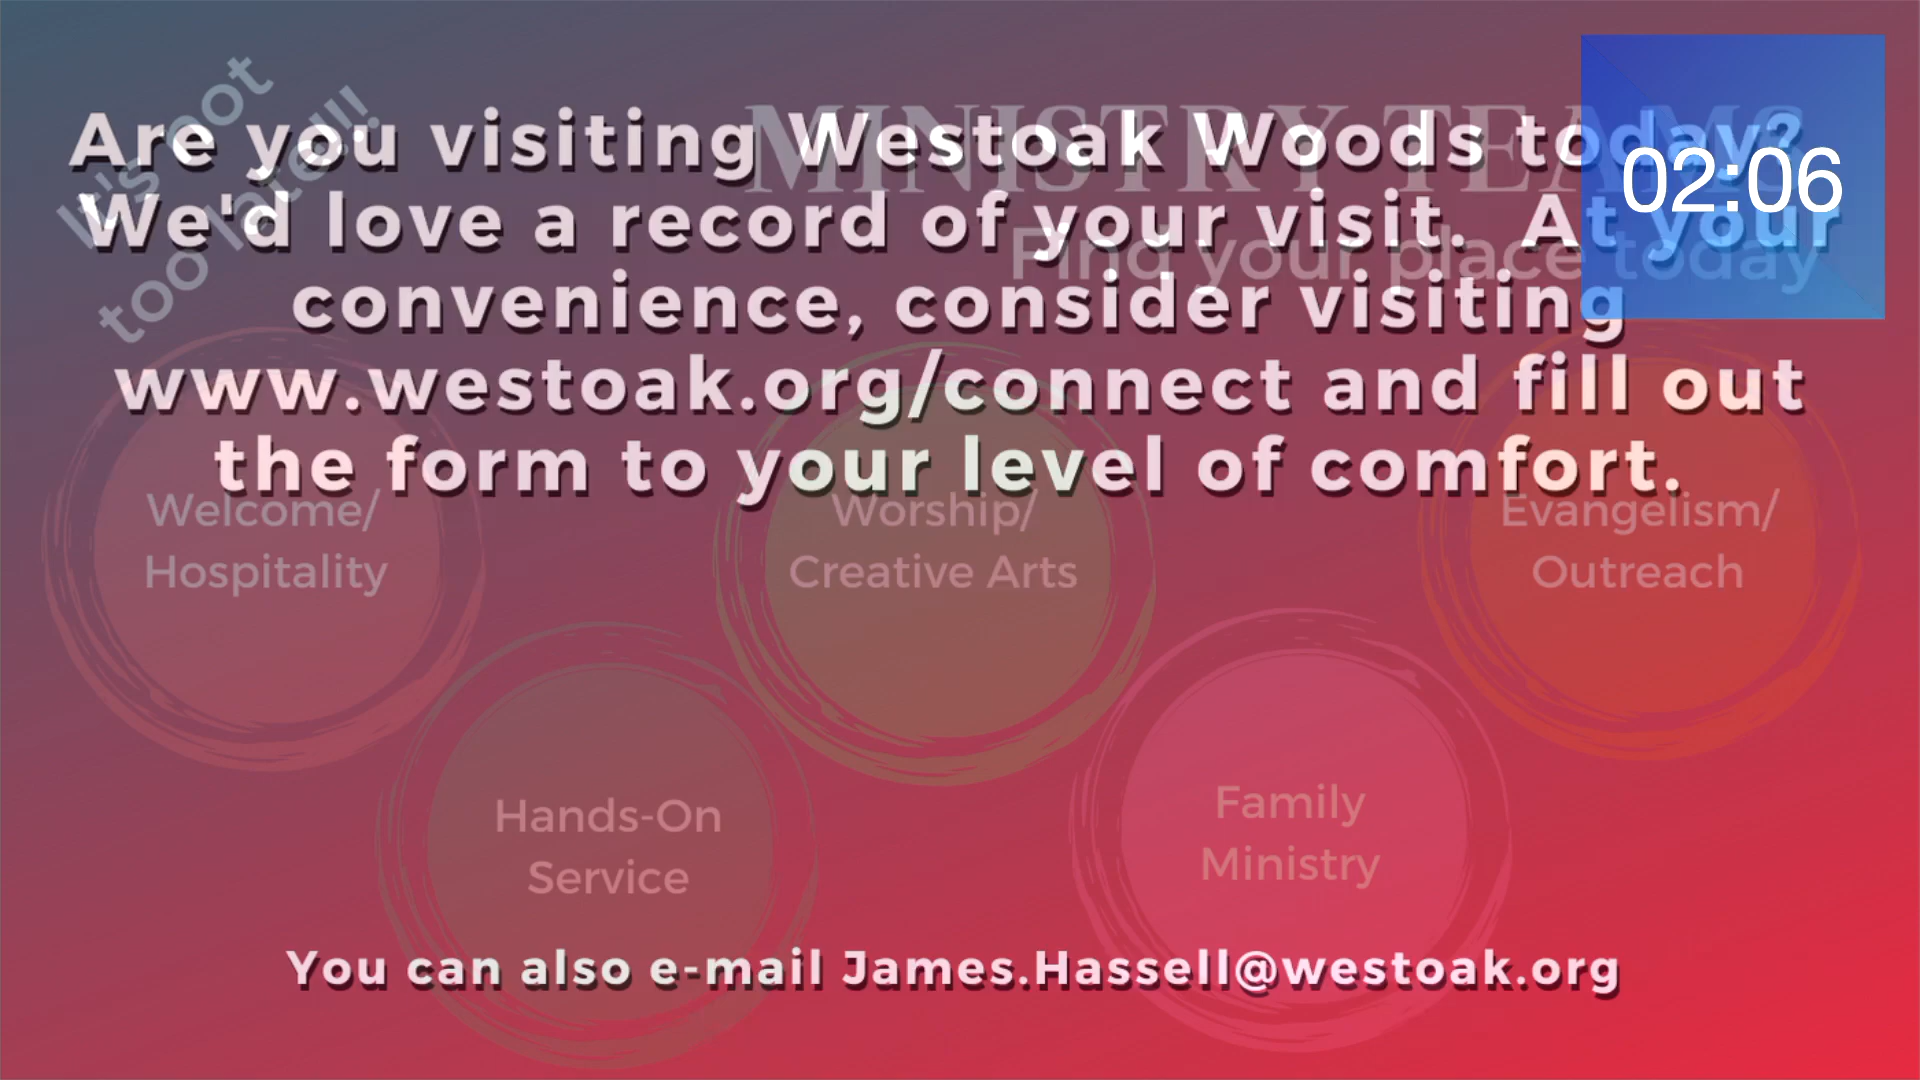 It's not
too late!!!
MINISTRY TEAMS
Find your place today
02:06
Are you visiting Westoak Woods today?
We'd love a record of your visit.  At your
convenience, consider visiting
www.westoak.org/connect and fill out
the form to your level of comfort.
Welcome/
Hospitality
Worship/
Creative Arts
Evangelism/
Outreach
Hands-On
Service
Family
Ministry
You can also e-mail James.Hassell@westoak.org